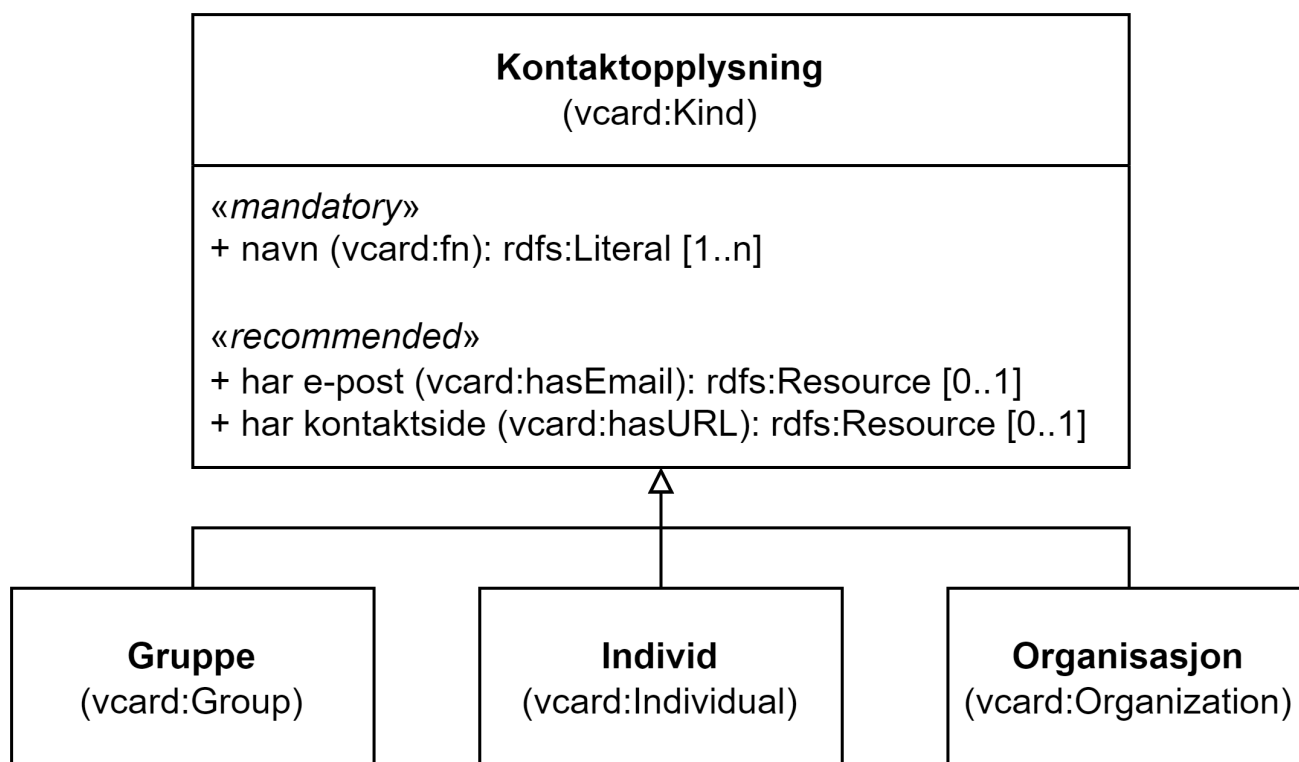 Kontaktopplysning
(vcard:Kind)
«mandatory»
+ navn (vcard:fn): rdfs:Literal [1..n]
«recommended»
+ har e-post (vcard:hasEmail): rdfs:Resource [0..1]
+ har kontaktside (vcard:hasURL): rdfs:Resource [0..1]
Gruppe
(vcard:Group)
Individ
(vcard:Individual)
Organisasjon
(vcard:Organization)